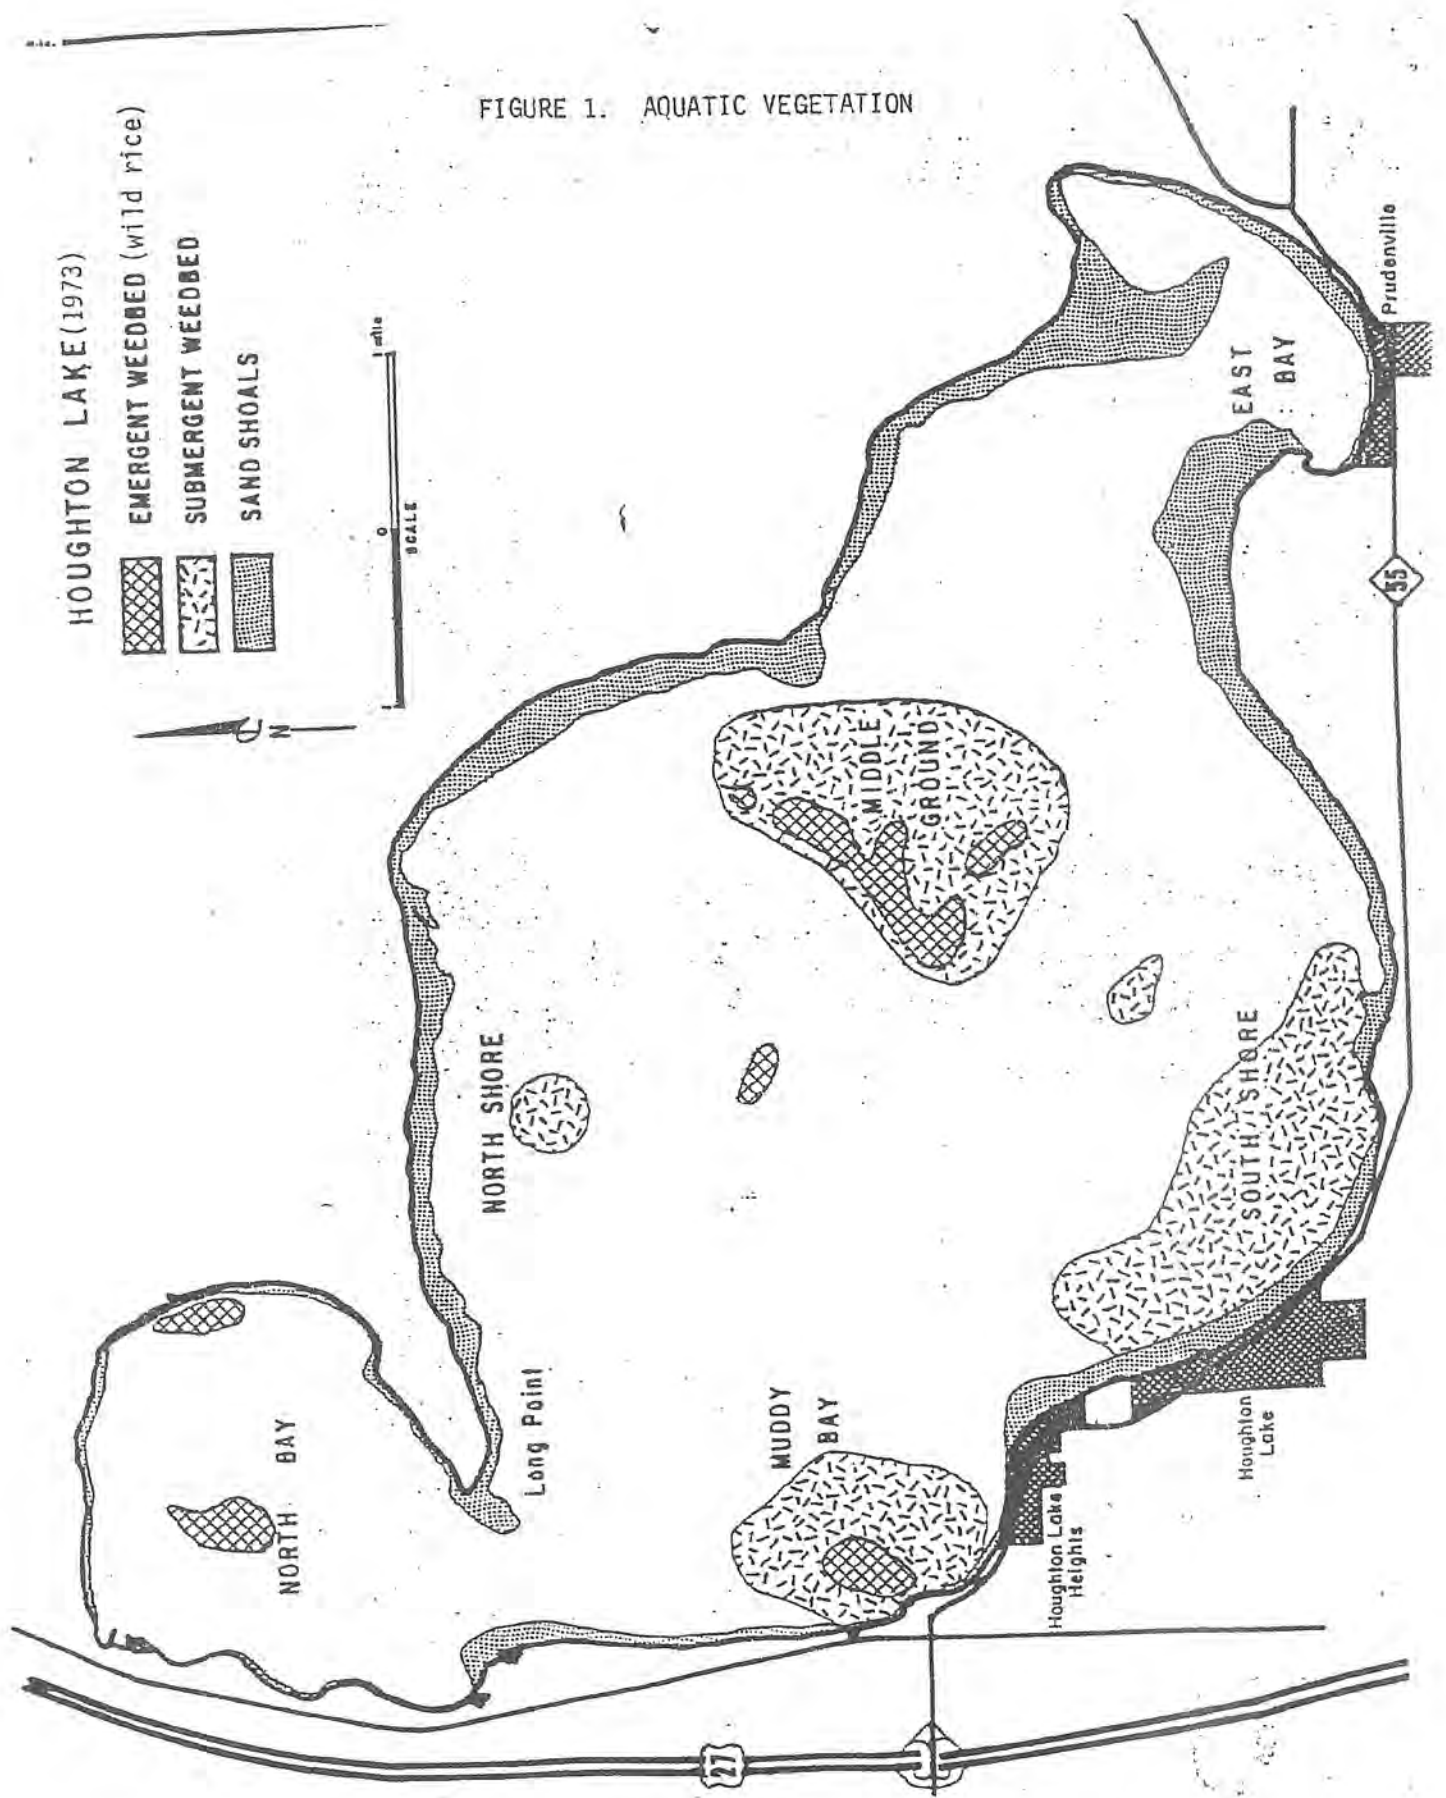 FIGURE 1. AQUATIC VEGETATION
HOUGHTON LAKE (1973)
EMERGENT WEEDBED (wild rice)
SUBMERGENT WEEDBED
SAND SHOALS
N
1 0 1 mile
SCALE
NORTH BAY
Long Point
NORTH SHORE
MIDDLE
GROUND
EAST
BAY
MUDDY
BAY
SOUTH SHORE
Houghton Lake
Heights
Houghton
Lake
Prudenville
27
55